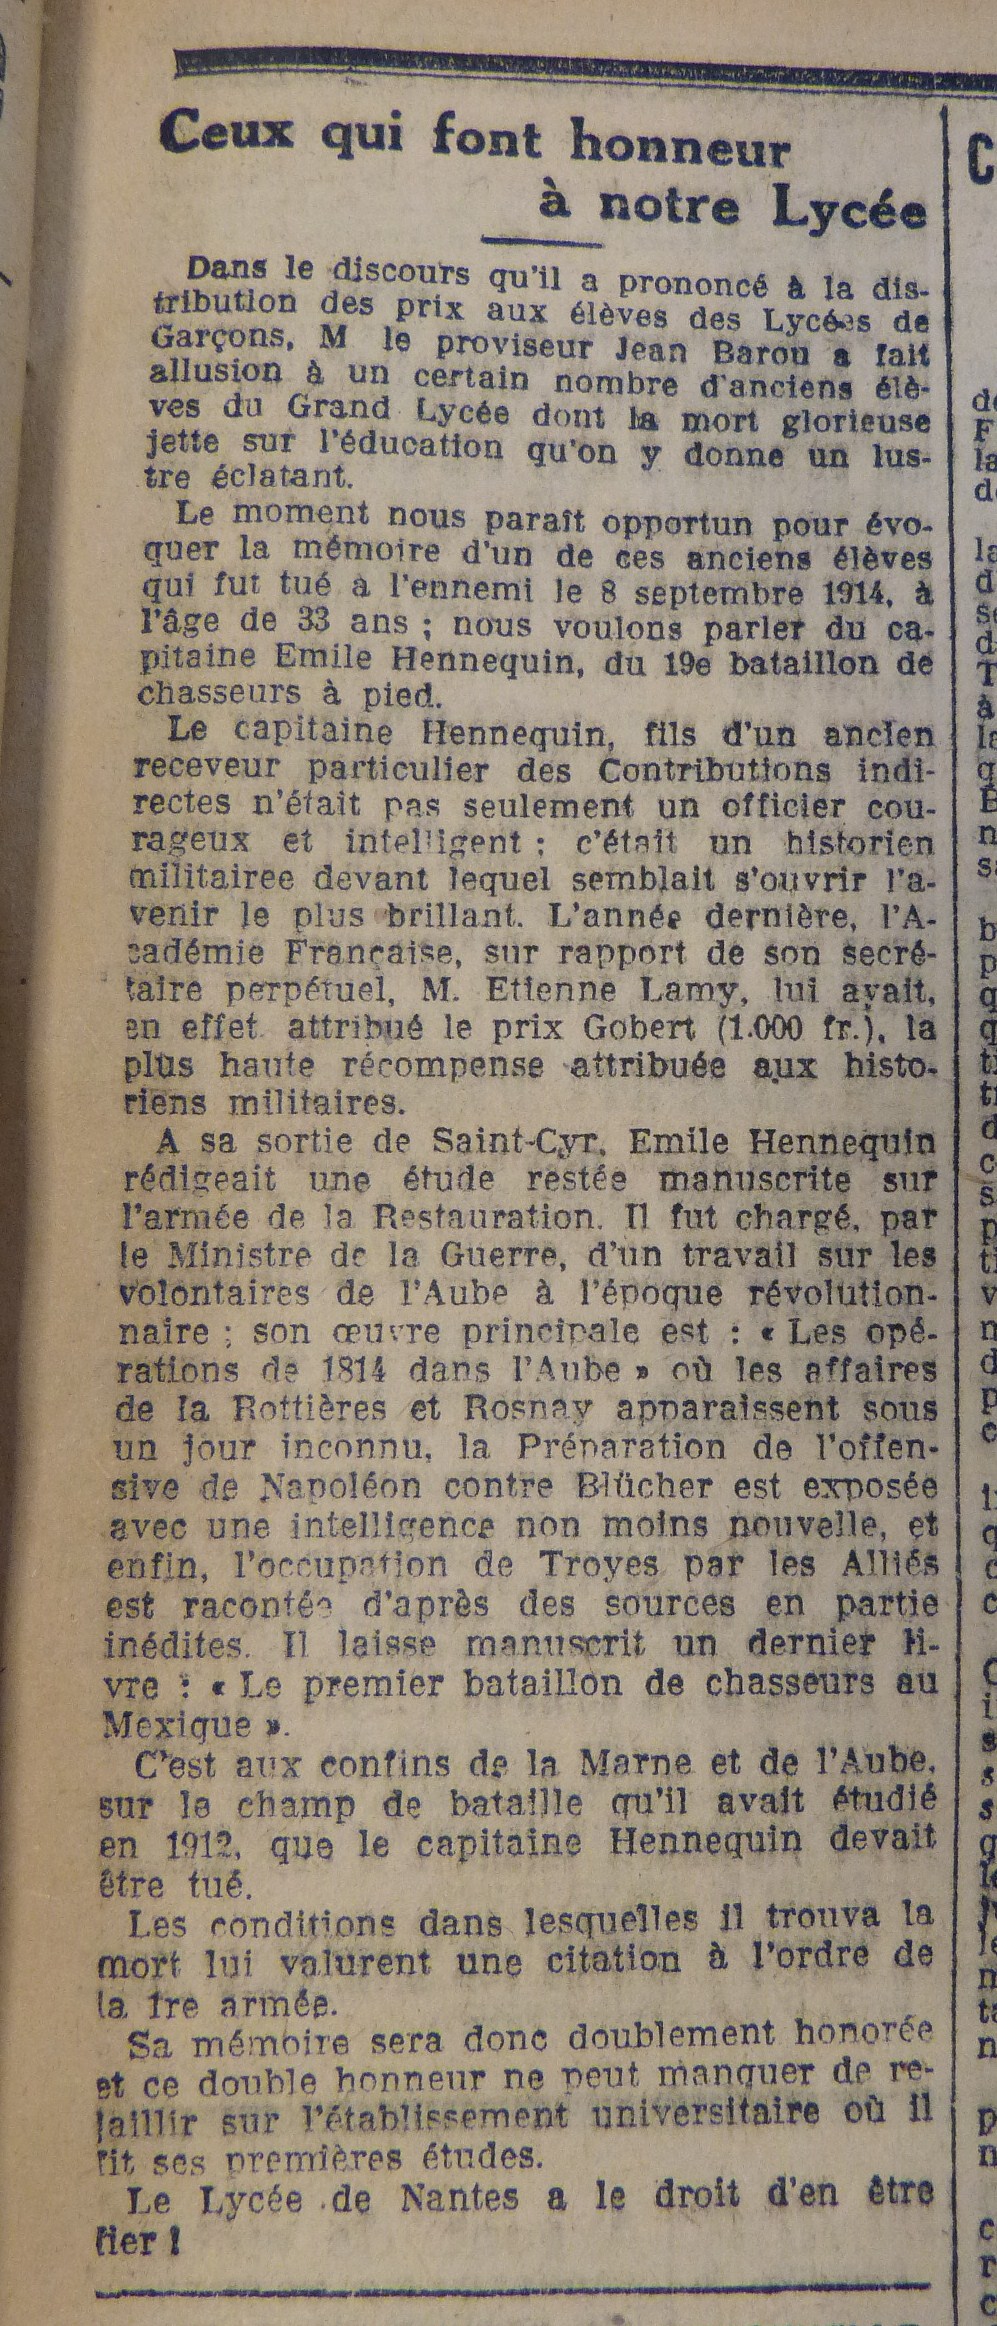 Ceux qui font honneur
à notre Lycée
Dans le discours qu'il a prononcé à la dis-
tribution des prix aux élèves des Lycées de
Garçons, M le proviseur Jean Barou a fait
allusion à un certain nombre d'anciens élè-
ves du Grand Lycée dont la mort glorieuse
jette sur l'éducation qu'on y donne un lus-
tre éclatant.
Le moment nous paraît opportun pour évo-
quer la mémoire d'un de ces anciens élèves
qui fut tué à l'ennemi le 8 septembre 1914, à
l'âge de 33 ans ; nous voulons parler du ca-
pitaine Emile Hennequin, du 19e bataillon de
chasseurs à pied.
Le capitaine Hennequin, fils d'un ancien
receveur particulier des Contributions indi-
rectes n'était pas seulement un officier cou-
rageux et intelligent ; c'était un historien
militairee devant lequel semblait s'ouvrir l'a-
venir le plus brillant. L'année dernière, l'A-
cadémie Française, sur rapport de son secré-
taire perpétuel, M. Etienne Lamy, lui avait,
en effet attribué le prix Gobert (1.000 fr.), la
plus haute récompense attribuée aux histo-
riens militaires.
A sa sortie de Saint-Cyr, Emile Hennequin
rédigeait une étude restée manuscrite sur
l'armée de la Restauration. Il fut chargé, par
le Ministre de la Guerre, d'un travail sur les
volontaires de l'Aube à l'époque révolution-
naire ; son œuvre principale est : « Les opé-
rations de 1814 dans l'Aube » où les affaires
de la Rottières et Rosnay apparaissent sous
un jour inconnu, la Préparation de l'offen-
sive de Napoléon contre Blücher est exposée
avec une intelligence non moins nouvelle, et
enfin, l'occupation de Troyes par les Alliés
est racontée d'après des sources en partie
inédites. Il laisse manuscrit un dernier li-
vre : « Le premier bataillon de chasseurs au
Mexique ».
C'est aux confins de la Marne et de l'Aube,
sur le champ de bataille qu'il avait étudié
en 1912, que le capitaine Hennequin devait
être tué.
Les conditions dans lesquelles il trouva la
mort lui valurent une citation à l'ordre de
la 1re armée.
Sa mémoire sera donc doublement honorée
et ce double honneur ne peut manquer de re-
jaillir sur l'établissement universitaire où il
fit ses premières études.
Le Lycée de Nantes a le droit d'en être
fier !